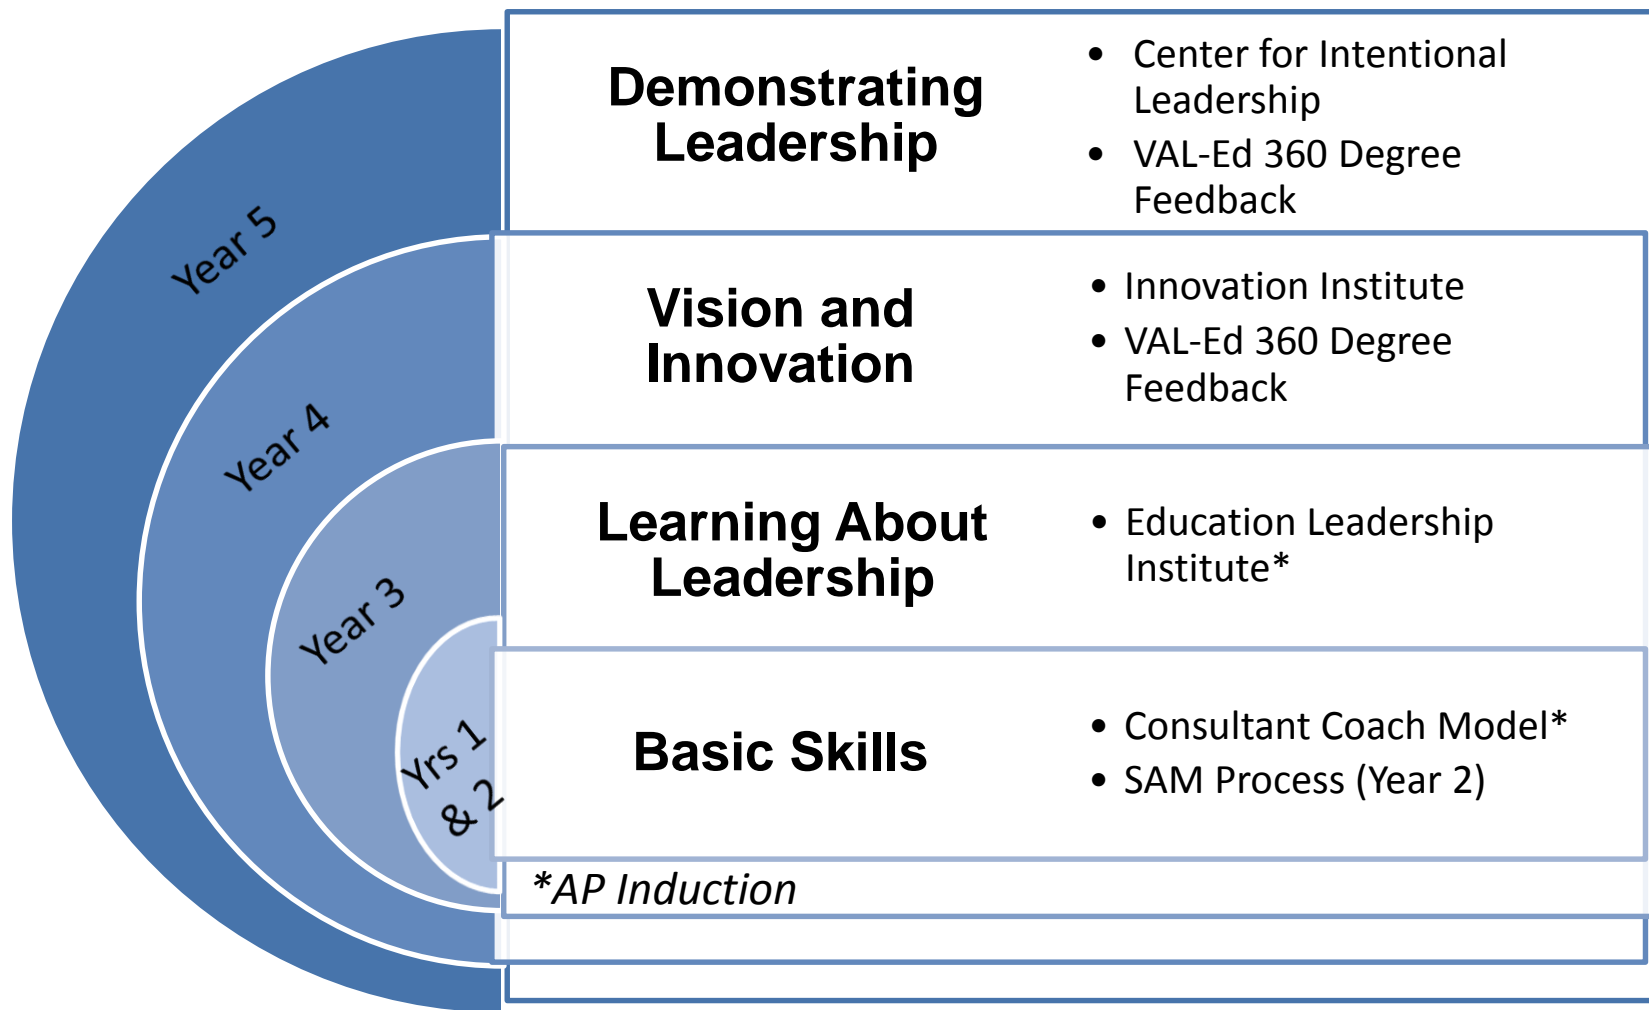 Year 5
Demonstrating
Leadership
• Center for Intentional
Leadership
• VAL-Ed 360 Degree
Feedback
Year 4
Vision and
Innovation
• Innovation Institute
• VAL-Ed 360 Degree
Feedback
Year 3
Learning About
Leadership
• Education Leadership
Institute*
Yrs 1
& 2
Basic Skills
• Consultant Coach Model*
• SAM Process (Year 2)
*AP Induction